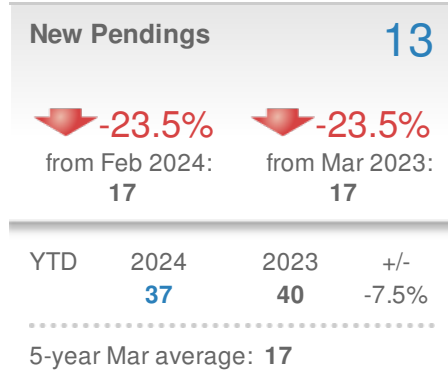 New Pendings 13
-23.5% -23.5%
from Feb 2024: from Mar 2023:
17 17
YTD 2024 2023 +/-
37 40 -7.5%
5-year Mar average: 17